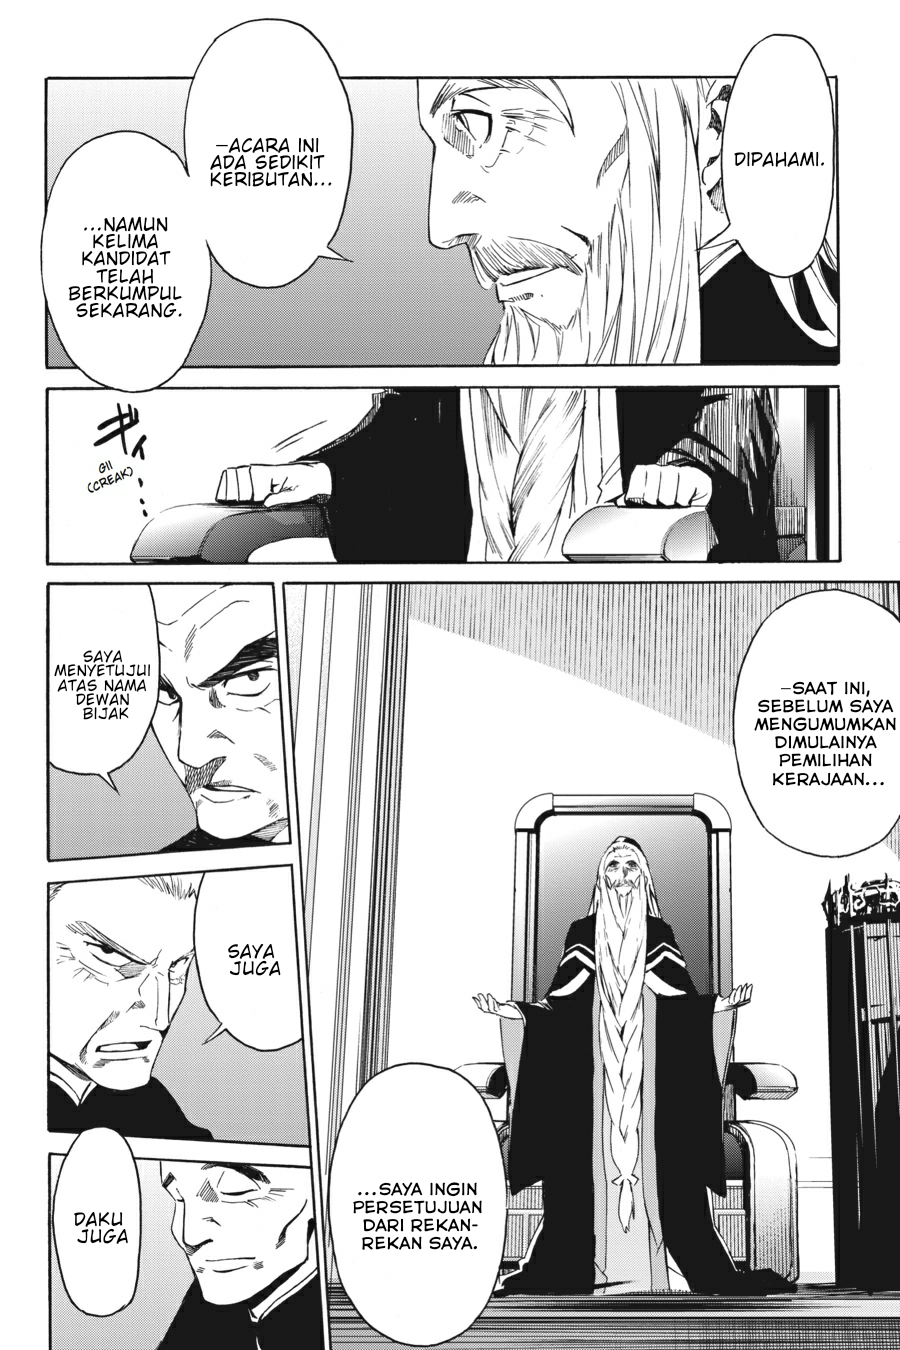 DIPAHAMI.
–ACARA INI
ADA SEDIKIT
KERIBUTAN...
...NAMUN
KELIMA
KANDIDAT
TELAH
BERKUMPUL
SEKARANG.
ギィ...
GII
(CREAK)
–SAAT INI,
SEBELUM SAYA
MENGUMUMKAN
DIMULAINYA
PEMILIHAN
KERAJAAN...
...SAYA INGIN
PERSETUJUAN
DARI REKAN-
REKAN SAYA.
SAYA
MENYETUJUI
ATAS NAMA
DEWAN
BIJAK
SAYA
JUGA
DAKU
JUGA